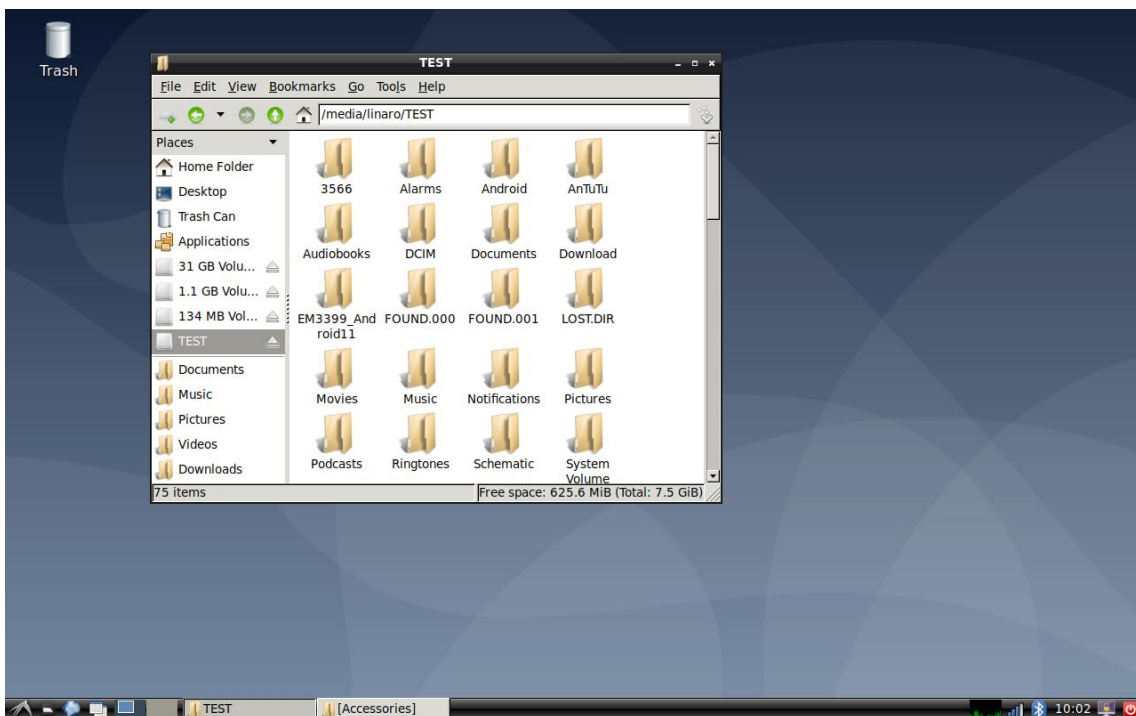 Trash
TEST
File Edit View Bookmarks Go Tools Help
/media/linaro/TEST
Places
Home Folder
Desktop
Trash Can
Applications
31 GB Volu...
1.1 GB Volu...
134 MB Vol...
TEST
Documents
Music
Pictures
Videos
Downloads
3566 Alarms Android AnTuTu
Audiobooks DCIM Documents Download
EM3399_And FOUND.000 FOUND.001 LOST.DIR
roid11
Movies Music Notifications Pictures
Podcasts Ringtones Schematic System
Volume
75 items Free space: 625.6 MiB (Total: 7.5 GiB)
TEST [Accessories] 10:02